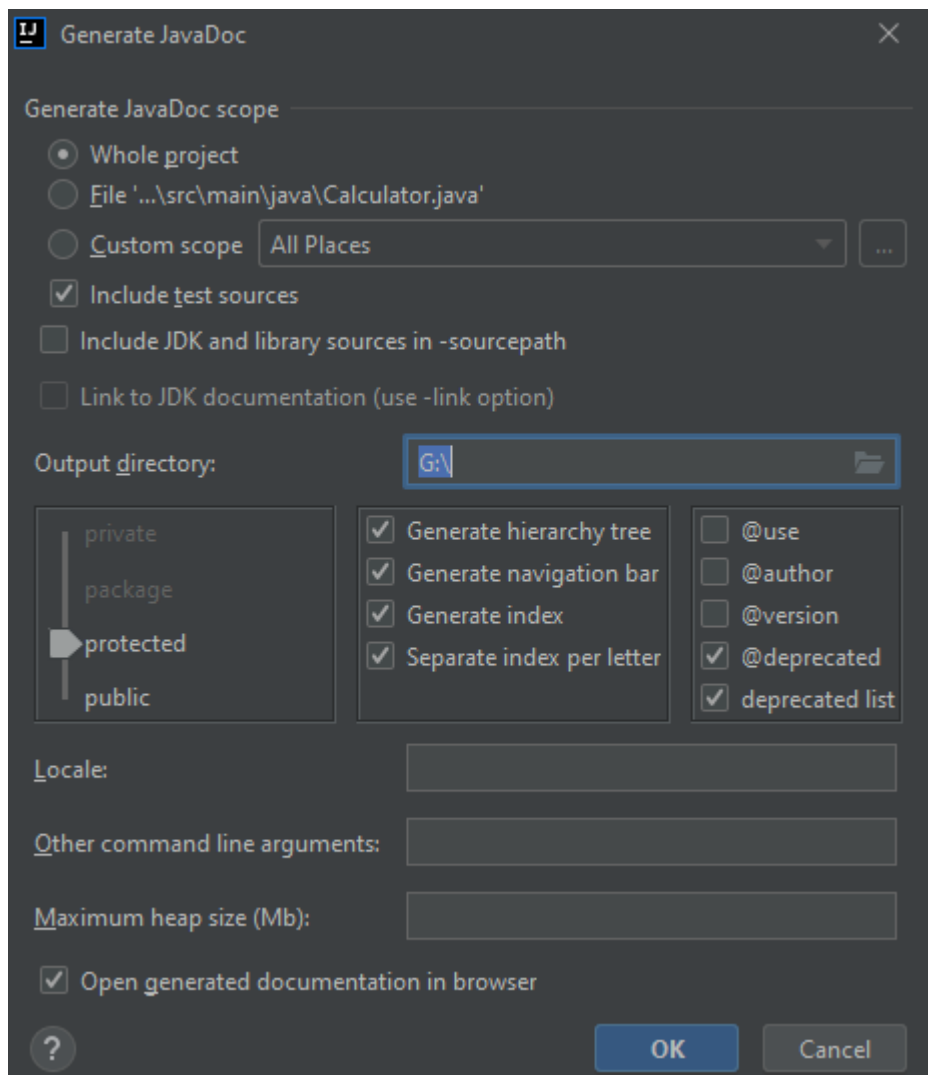 IJ Generate JavaDoc
Generate JavaDoc scope
Whole project
File '...\src\main\java\Calculator.java'
Custom scope All Places ...
Include test sources
Include JDK and library sources in -sourcepath
Link to JDK documentation (use -link option)
Output directory: G:\
private
package
protected
public
Generate hierarchy tree
Generate navigation bar
Generate index
Separate index per letter
@use
@author
@version
@deprecated
deprecated list
Locale:
Other command line arguments:
Maximum heap size (Mb):
Open generated documentation in browser
? OK Cancel